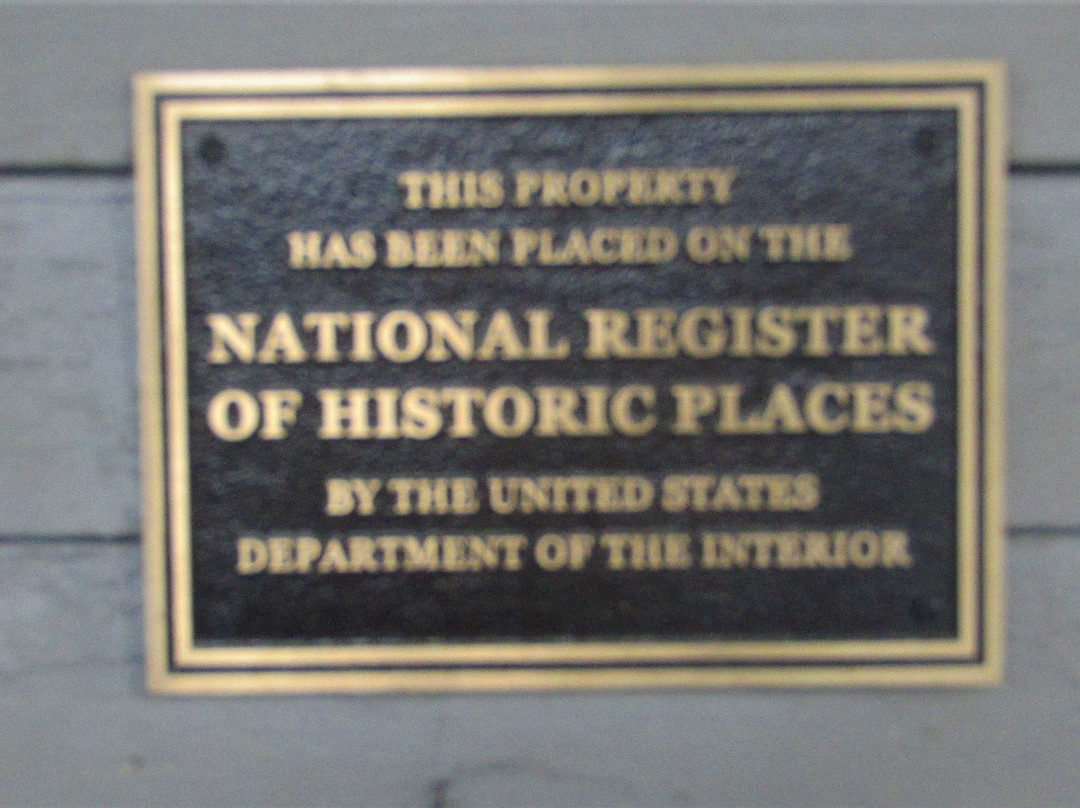 THIS PROPERTY
HAS BEEN PLACED ON THE
NATIONAL REGISTER
OF HISTORIC PLACES
BY THE UNITED STATES
DEPARTMENT OF THE INTERIOR